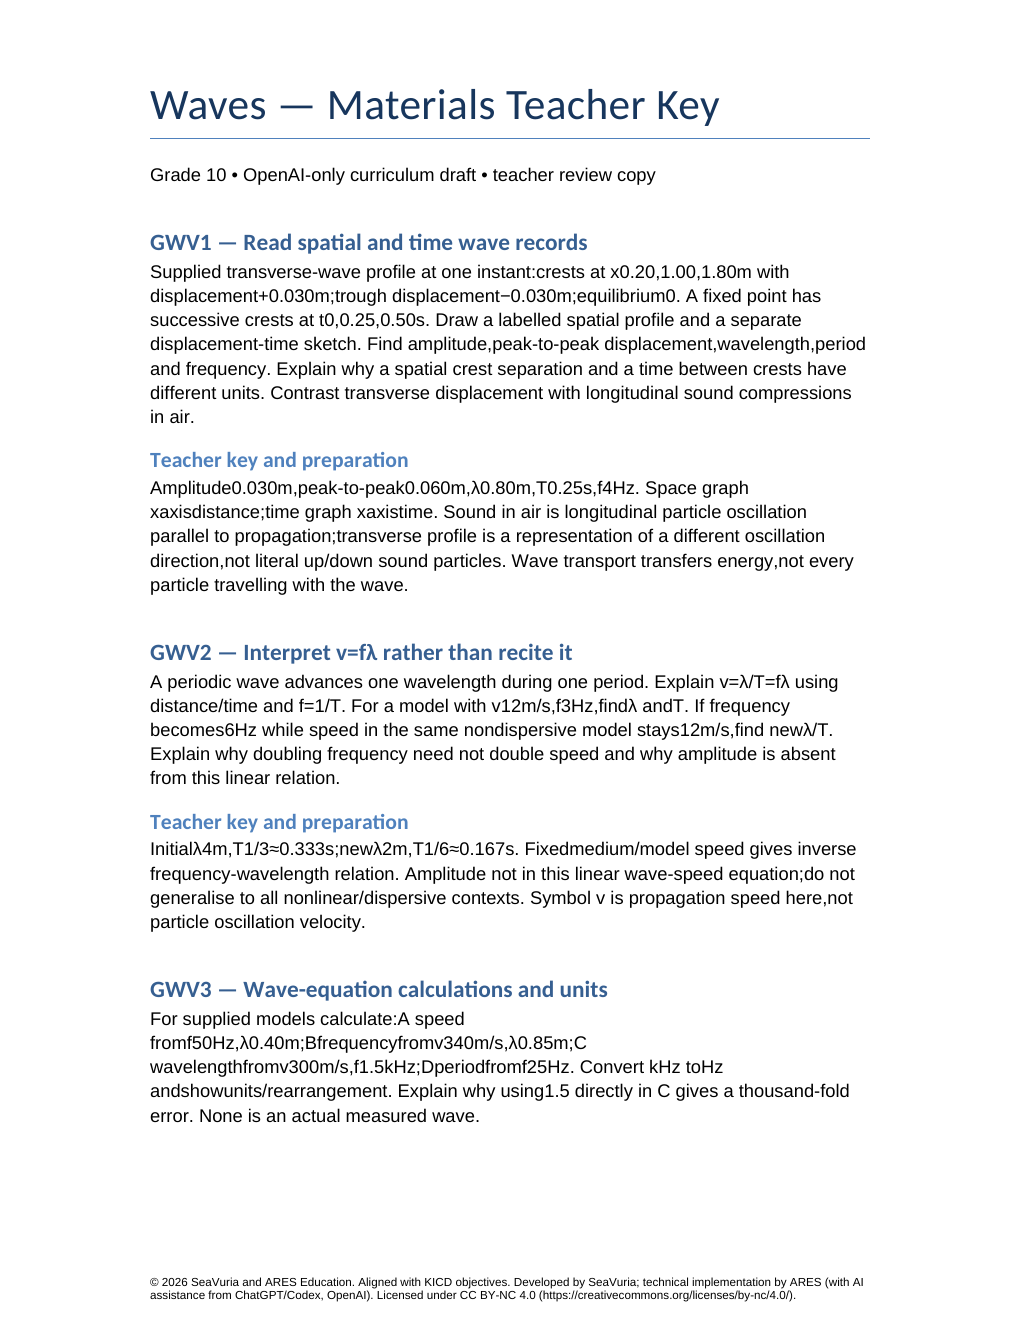 Waves — Materials Teacher Key
Grade 10 • OpenAI-only curriculum draft • teacher review copy
GWV1 — Read spatial and time wave records
Supplied transverse-wave profile at one instant:crests at x0.20,1.00,1.80m with
displacement+0.030m;trough displacement−0.030m;equilibrium0. A fixed point has
successive crests at t0,0.25,0.50s. Draw a labelled spatial profile and a separate
displacement-time sketch. Find amplitude,peak-to-peak displacement,wavelength,period
and frequency. Explain why a spatial crest separation and a time between crests have
different units. Contrast transverse displacement with longitudinal sound compressions
in air.
Teacher key and preparation
Amplitude0.030m,peak-to-peak0.060m,λ0.80m,T0.25s,f4Hz. Space graph
xaxisdistance;time graph xaxistime. Sound in air is longitudinal particle oscillation
parallel to propagation;transverse profile is a representation of a different oscillation
direction,not literal up/down sound particles. Wave transport transfers energy,not every
particle travelling with the wave.
GWV2 — Interpret v=fλ rather than recite it
A periodic wave advances one wavelength during one period. Explain v=λ/T=fλ using
distance/time and f=1/T. For a model with v12m/s,f3Hz,findλ andT. If frequency
becomes6Hz while speed in the same nondispersive model stays12m/s,find newλ/T.
Explain why doubling frequency need not double speed and why amplitude is absent
from this linear relation.
Teacher key and preparation
Initialλ4m,T1/3≈0.333s;newλ2m,T1/6≈0.167s. Fixedmedium/model speed gives inverse
frequency-wavelength relation. Amplitude not in this linear wave-speed equation;do not
generalise to all nonlinear/dispersive contexts. Symbol v is propagation speed here,not
particle oscillation velocity.
GWV3 — Wave-equation calculations and units
For supplied models calculate:A speed
fromf50Hz,λ0.40m;Bfrequencyfromv340m/s,λ0.85m;C
wavelengthfromv300m/s,f1.5kHz;Dperiodfromf25Hz. Convert kHz toHz
andshowunits/rearrangement. Explain why using1.5 directly in C gives a thousand-fold
error. None is an actual measured wave.
© 2026 SeaVuria and ARES Education. Aligned with KICD objectives. Developed by SeaVuria; technical implementation by ARES (with AI
assistance from ChatGPT/Codex, OpenAI). Licensed under CC BY-NC 4.0 (https://creativecommons.org/licenses/by-nc/4.0/).